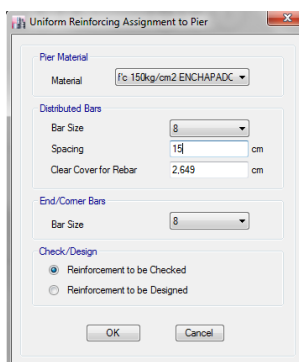 Uniform Reinforcing Assignment to Pier
Pier Material
Material f'c 150kg/cm2 ENCHAPADC
Distributed Bars
Bar Size 8
Spacing 15 cm
Clear Cover for Rebar 2,649 cm
End/Corner Bars
Bar Size 8
Check/Design
Reinforcement to be Checked
Reinforcement to be Designed
OK Cancel